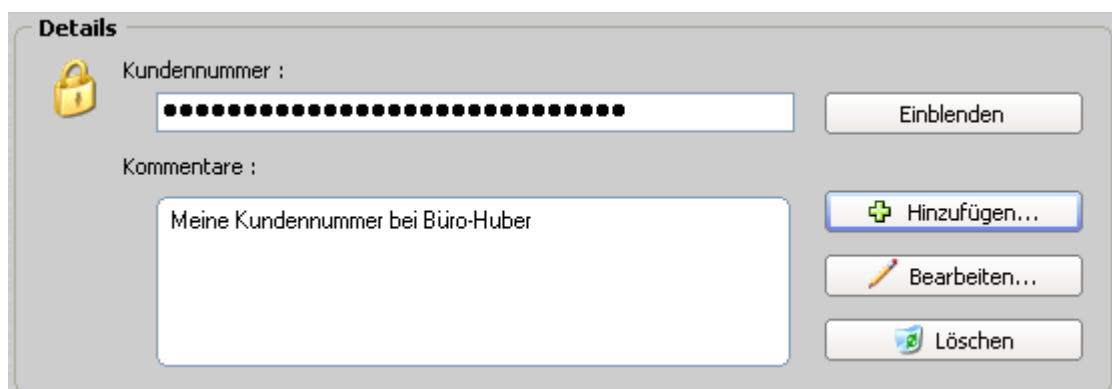 Details
Kundennummer :
●●●●●●●●●●●●●●●●●●●●●●●●●●●●●
Einblenden
Kommentare :
Meine Kundennummer bei Büro-Huber
Hinzufügen...
Bearbeiten...
Löschen